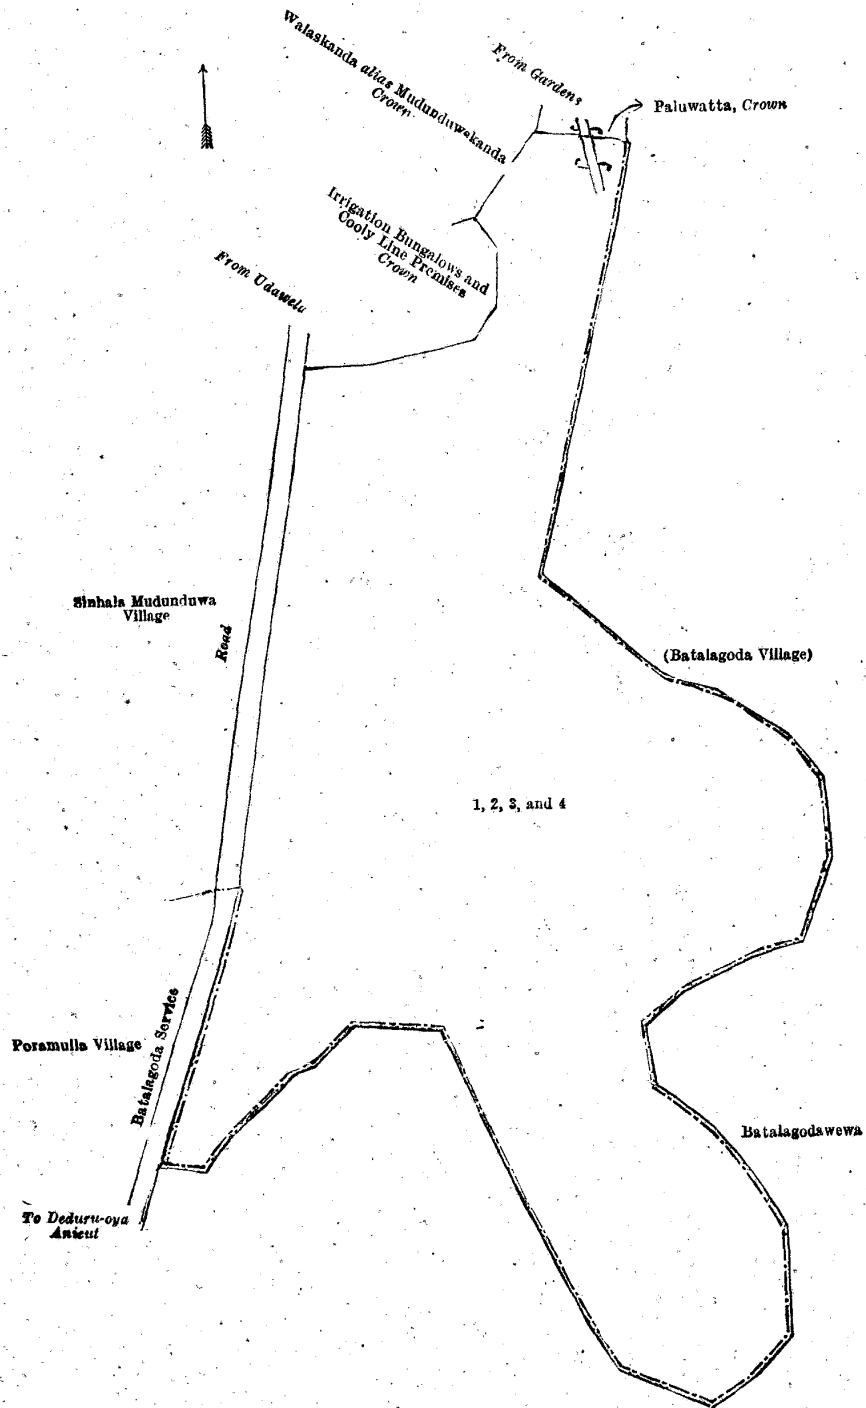 Walaskanda alias Mudunduwekanda
Crown
From Gardens
Paluwatta, Crown
Irrigation Bungalows and
Cooly Line Premises
Crown
From Udawela
Sinhala Mudunduwa
Village
Road
(Batalagoda Village)
1, 2, 3, and 4
Poramulla Village
Batalagoda Service
Batalagodawewa
To Deduru-oya
Anicut